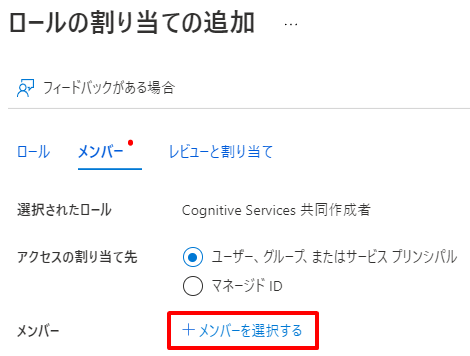 ロールの割り当ての追加 …
フィードバックがある場合
ロール メンバー レビューと割り当て
選択されたロール Cognitive Services 共同作成者
アクセスの割り当て先 ユーザー、グループ、またはサービス プリンシパル
マネージド ID
メンバー +メンバーを選択する